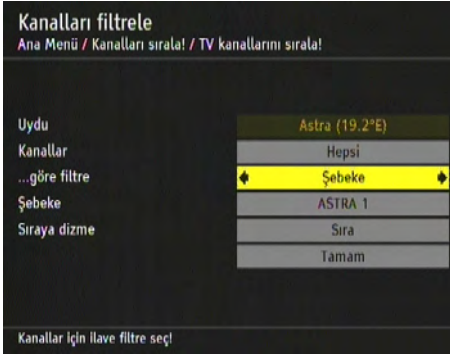 Kanalları filtrele
Ana Menü / Kanalları sırala! / TV kanallarını sırala!
Uydu Astra (19.2°E)
Kanallar Hepsi
...göre filtre Şebeke
Şebeke ASTRA 1
Sıraya dizme Sıra
Tamam
Kanallar için ilave filtre seç!